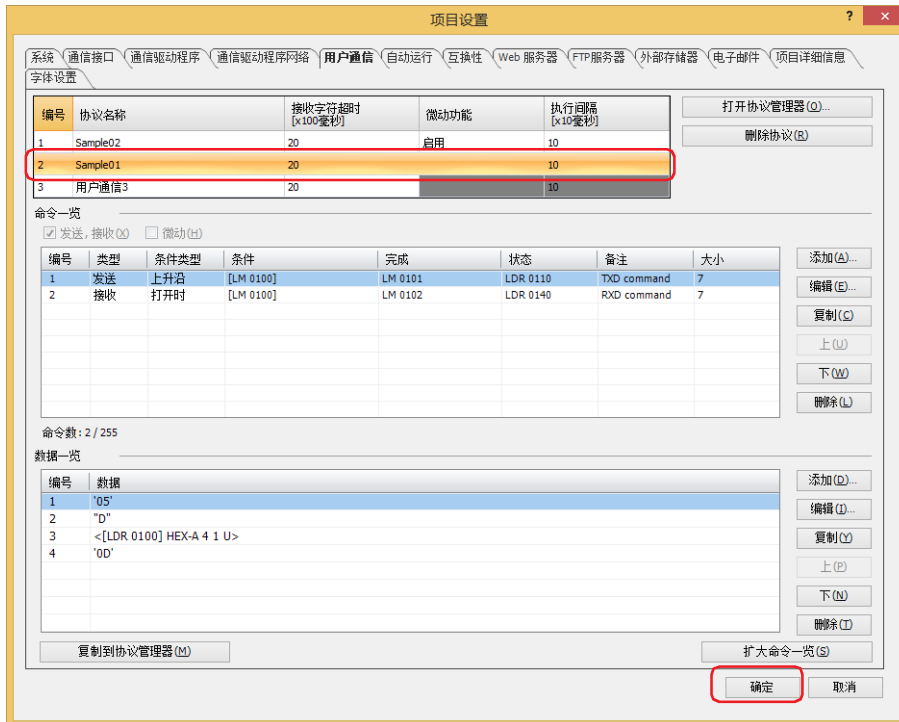 项目设置
? ×
系统 通信接口 通信驱动程序 通信驱动程序网络 用户通信 自动运行 互换性 Web 服务器 FTP服务器 外部存储器 电子邮件 项目详细信息
字体设置
编号 协议名称 接收字符超时 [x100毫秒] 微动功能 执行间隔 [x10毫秒]
1 Sample02 20 启用 10
2 Sample01 20 10
3 用户通信3 20 10
打开协议管理器(O)...
删除协议(R)
命令一览
发送, 接收(X) 微动(H)
编号 类型 条件类型 条件 完成 状态 备注 大小
1 发送 上升沿 [LM 0100] LM 0101 LDR 0110 TXD command 7
2 接收 打开时 [LM 0100] LM 0102 LDR 0140 RXD command 7
添加(A)...
编辑(E)...
复制(C)
上(U)
下(W)
删除(L)
命令数: 2 / 255
数据一览
编号 数据
1 '05'
2 "D"
3 <[LDR 0100] HEX-A 4 1 U>
4 '0D'
添加(D)...
编辑(I)...
复制(Y)
上(P)
下(N)
删除(T)
复制到协议管理器(M)
扩大命令一览(S)
确定 取消